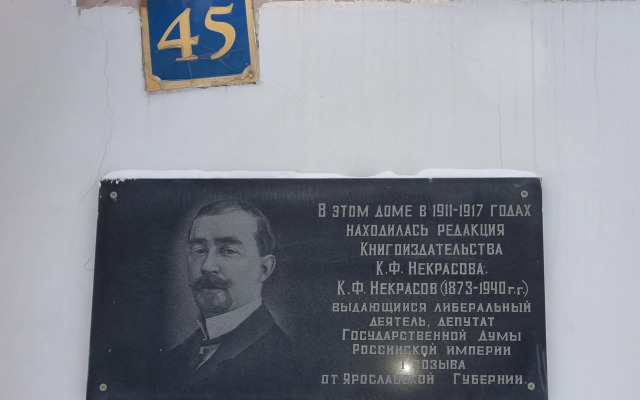 45
В ЭТОМ ДОМЕ В 1911-1917 ГОДАХ
НАХОДИЛАСЬ РЕДАКЦИЯ
КНИГОИЗДАТЕЛЬСТВА
К.Ф. НЕКРАСОВА.
К.Ф. НЕКРАСОВ (1873-1940 г.г.)
ВЫДАЮЩИЙСЯ ЛИБЕРАЛЬНЫЙ
ДЕЯТЕЛЬ, ДЕПУТАТ
ГОСУДАРСТВЕННОЙ ДУМЫ
РОССИЙСКОЙ ИМПЕРИИ
СОЗЫВА
ОТ ЯРОСЛАВСКОЙ ГУБЕРНИИ.